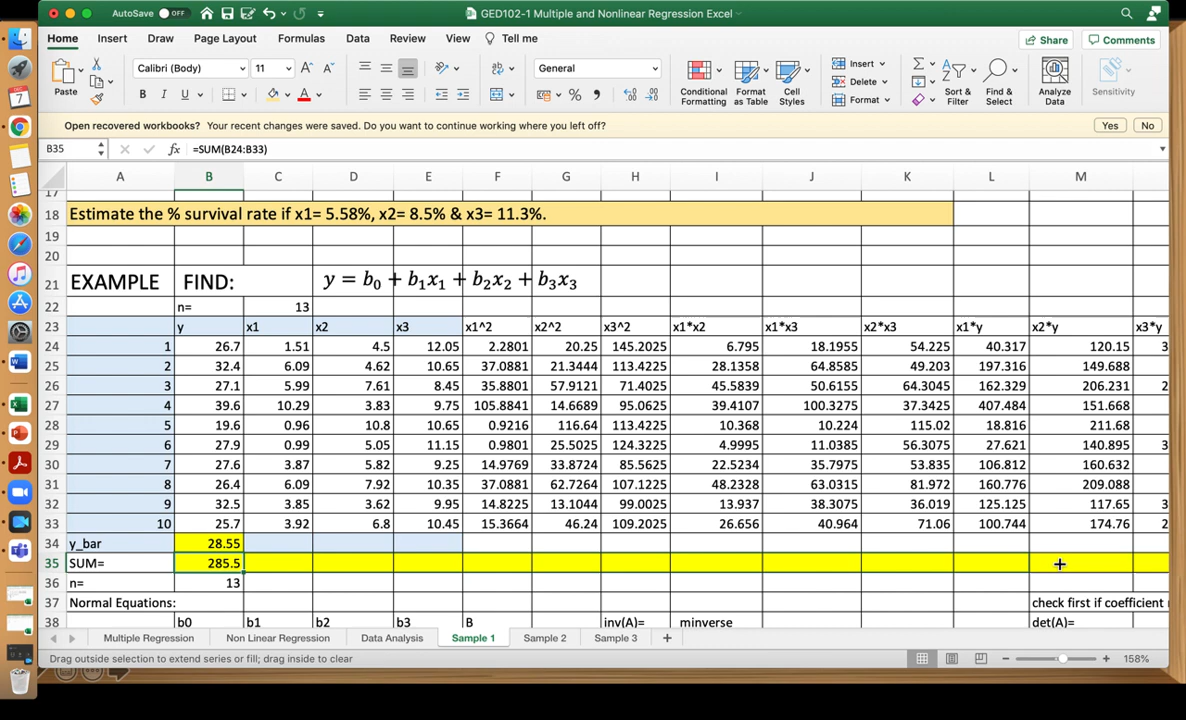 AutoSave OFF GED102-1 Multiple and Nonlinear Regression Excel
Home Insert Draw Page Layout Formulas Data Review View Tell me Share Comments
Paste Calibri (Body) 11 General Conditional Formatting Format as Table Cell Styles Insert Delete Format Sort & Filter Find & Select Analyze Data Sensitivity
Open recovered workbooks? Your recent changes were saved. Do you want to continue working where you left off? Yes No
B35 fx =SUM(B24:B33)
A B C D E F G H I J K L M
17
18 Estimate the % survival rate if x1= 5.58%, x2= 8.5% & x3= 11.3%.
19
20
21 EXAMPLE FIND: y = b0 + b1x1 + b2x2 + b3x3
22 n= 13
23 y x1 x2 x3 x1^2 x2^2 x3^2 x1*x2 x1*x3 x2*x3 x1*y x2*y x3*y
24 1 26.7 1.51 4.5 12.05 2.2801 20.25 145.2025 6.795 18.1955 54.225 40.317 120.15 3
25 2 32.4 6.09 4.62 10.65 37.0881 21.3444 113.4225 28.1358 64.8585 49.203 197.316 149.688
26 3 27.1 5.99 7.61 8.45 35.8801 57.9121 71.4025 45.5839 50.6155 64.3045 162.329 206.231 2
27 4 39.6 10.29 3.83 9.75 105.8841 14.6689 95.0625 39.4107 100.3275 37.3425 407.484 151.668
28 5 19.6 0.96 10.8 10.65 0.9216 116.64 113.4225 10.368 10.224 115.02 18.816 211.68
29 6 27.9 0.99 5.05 11.15 0.9801 25.5025 124.3225 4.9995 11.0385 56.3075 27.621 140.895 3
30 7 27.6 3.87 5.82 9.25 14.9769 33.8724 85.5625 22.5234 35.7975 53.835 106.812 160.632
31 8 26.4 6.09 7.92 10.35 37.0881 62.7264 107.1225 48.2328 63.0315 81.972 160.776 209.088
32 9 32.5 3.85 3.62 9.95 14.8225 13.1044 99.0025 13.937 38.3075 36.019 125.125 117.65 3
33 10 25.7 3.92 6.8 10.45 15.3664 46.24 109.2025 26.656 40.964 71.06 100.744 174.76 2
34 y_bar 28.55
35 SUM= 285.5
36 n= 13
37 Normal Equations: check first if coefficient
38 b0 b1 b2 b3 B inv(A)= minverse det(A)=
Multiple Regression Non Linear Regression Data Analysis Sample 1 Sample 2 Sample 3
Drag outside selection to extend series or fill; drag inside to clear 158%